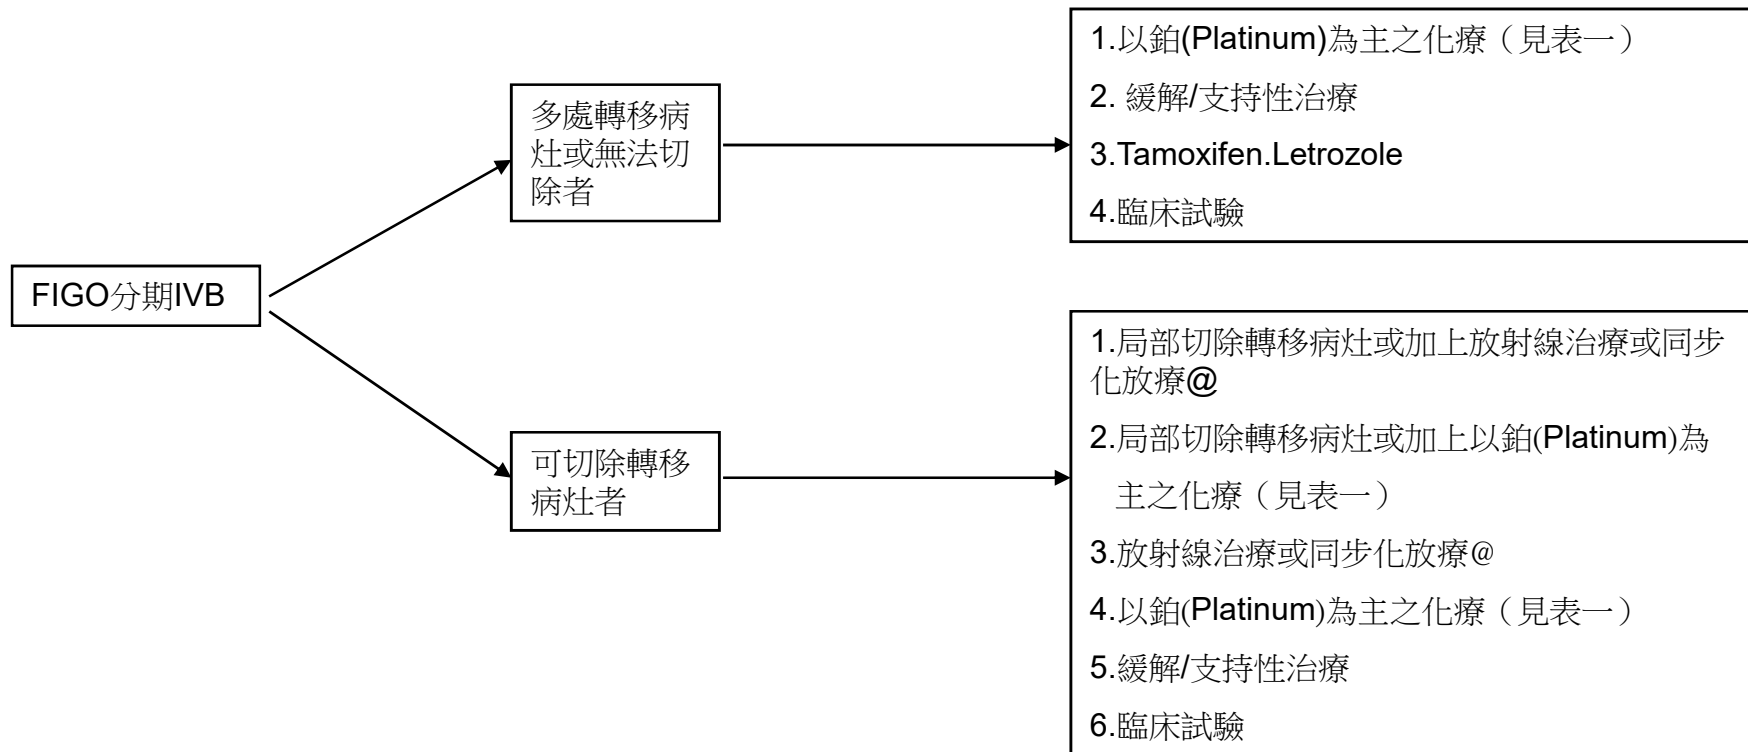 FIGO分期IVB
多處轉移病
灶或無法切
除者
1.以鉑(Platinum)為主之化療（見表一）
2. 緩解/支持性治療
3.Tamoxifen.Letrozole
4.臨床試驗
可切除轉移
病灶者
1.局部切除轉移病灶或加上放射線治療或同步
化放療@
2.局部切除轉移病灶或加上以鉑(Platinum)為
主之化療（見表一）
3.放射線治療或同步化放療@
4.以鉑(Platinum)為主之化療（見表一）
5.緩解/支持性治療
6.臨床試驗